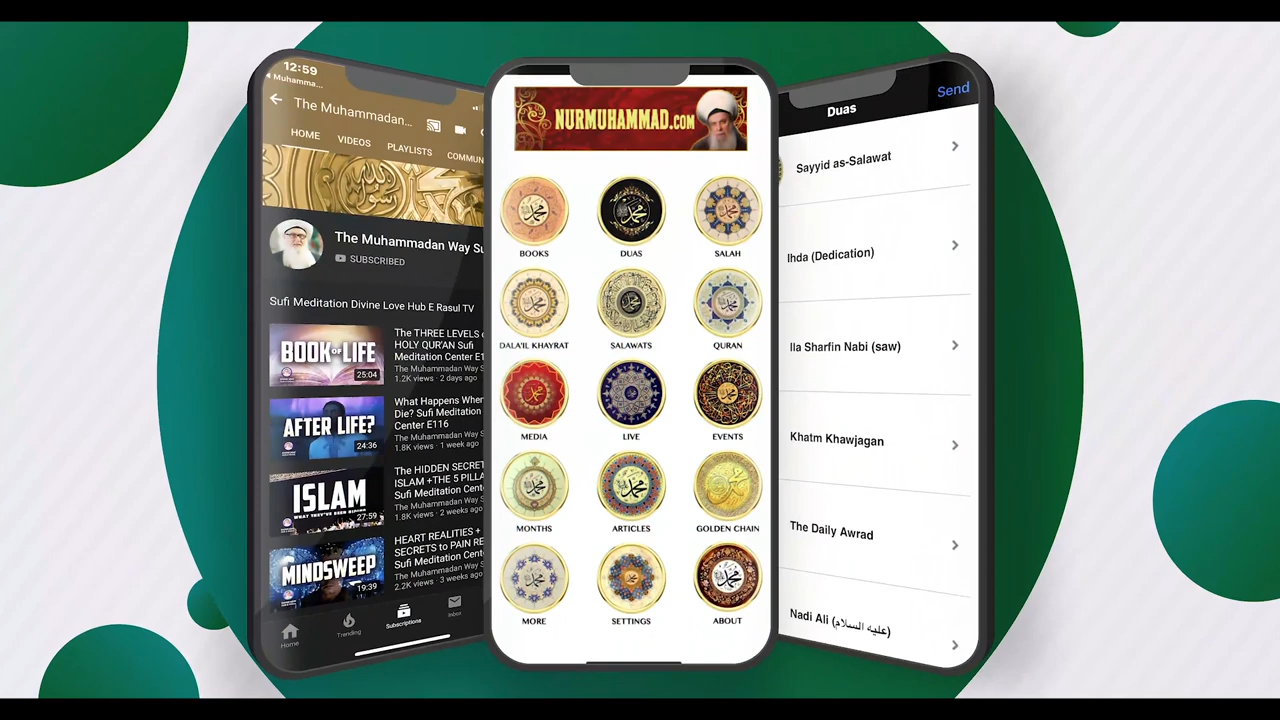 12:59
Muhamma...
The Muhammadan...
HOME VIDEOS PLAYLISTS COMMUN
The Muhammadan Way Su
SUBSCRIBED
Sufi Meditation Divine Love Hub E Rasul TV
BOOK OF LIFE
25:04
The THREE LEVELS
HOLY QUR'AN Sufi
Meditation Center E1
The Muhammadan Way S
1.2K views · 2 days ago
AFTER LIFE?
24:36
What Happens When
Die? Sufi Meditation
Center E116
The Muhammadan Way S
1.8K views · 1 week ago
ISLAM
27:59
The HIDDEN SECRET
ISLAM +THE 5 PILLA
Sufi Meditation Cent
The Muhammadan Way S
1.8K views · 2 weeks ago
MINDSWEEP
19:39
HEART REALITIES +
SECRETS to PAIN RE
Sufi Meditation Cent
The Muhammadan Way S
2.2K views · 3 weeks ago
Home Trending Subscriptions Inbox
NURMUHAMMAD.COM
BOOKS DUAS SALAH
DALA'IL KHAYRAT SALAWATS QURAN
MEDIA LIVE EVENTS
MONTHS ARTICLES GOLDEN CHAIN
MORE SETTINGS ABOUT
Duas
Send
Sayyid as-Salawat
Ihda (Dedication)
Ila Sharfin Nabi (saw)
Khatm Khawjagan
The Daily Awrad
Nadi Ali (عليه السلام)